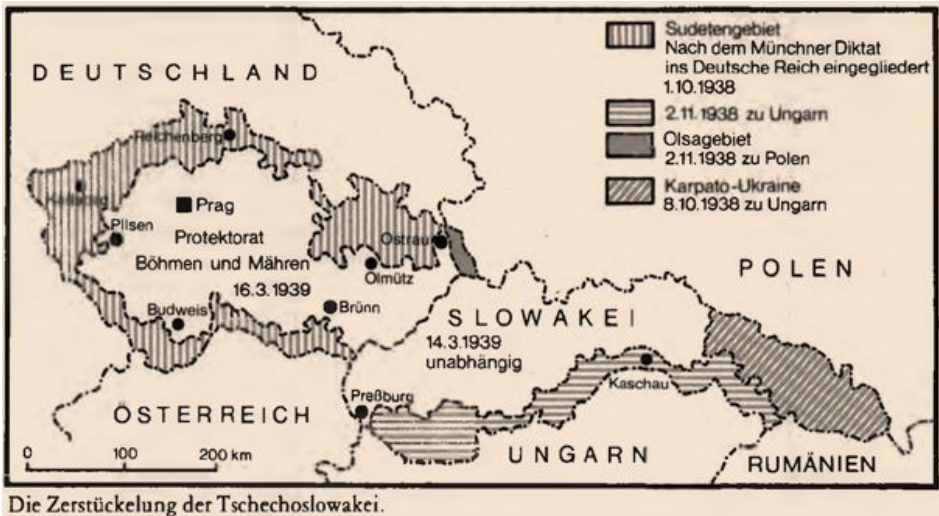 DEUTSCHLAND
Sudetengebiet
Nach dem Münchner Diktat
ins Deutsche Reich eingegliedert
1.10.1938
2.11.1938 zu Ungarn
Olsagebiet
2.11.1938 zu Polen
Karpato-Ukraine
8.10.1938 zu Ungarn
Reichenberg
Prag
Pilsen
Protektorat
Böhmen und Mähren
16.3.1939
Ostrau
Olmütz
Brünn
Budweis
POLEN
SLOWAKEI
14.3.1939
unabhängig
Kaschau
Preßburg
ÖSTERREICH
UNGARN
RUMÄNIEN
0 100 200 km
Die Zerstückelung der Tschechoslowakei.